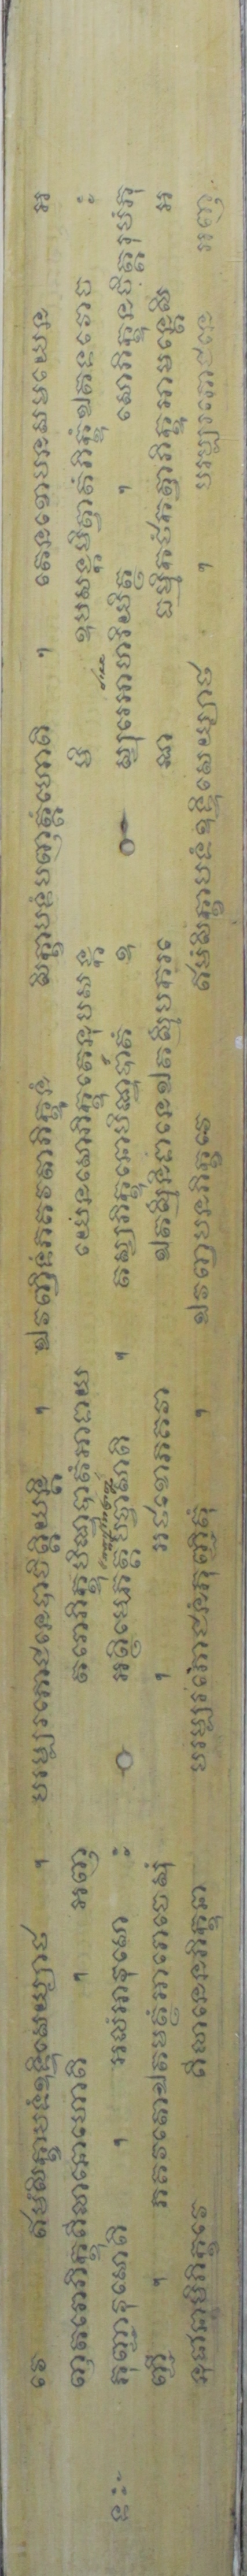 វេ ឥមំសិក្ខាបទំឧទ្ទិសេយ្យាថ ។ បរម្បរភោជនេបាចិត្តិយន្តិ ។ ឯវញ្ចិទំភគវតាភិក្ខូនំ សិក្ខាបទំបញត្តំហោតិ ។ តេនខោបនសមយេន អ
ញតរោភិក្ខុគិលានោហោតិ ។ អញ តរោភិក្ខុបិណ្ឌបាតំអាទាយ យេនសោភិក្ខុតេនុបសង្ក មិ ឧបសង្កមិត្វាតំភិក្ខុំឯតទវោច ៈ
ភុញ្ជាវុសោតិ ។ អលំអាវុសោ ៈ អត្ថិមេភត្តបច្ចាសាតិ ។ តស្សភិក្ខុនោបិណ្ឌបាតំ ឧ ស្សុរេអាហរិយិត្ថ ។ សោភិក្ខុនចិត្តរូបំភុ
ញ្ជិ ។ ភគវតោឯតមត្ថំអារោចេសុំ ។ អថខោភគវា ឯតស្មិំនិទានេឯតស្មិំបករ ណេ ធម្មិកថំកត្វាភិក្ខូអាមន្តេសិ អ
នុជានាមិភិក្ខវេ គិលានេនភិក្ខុនា បរម្បរភោជនំភុញ្ជិតុំ ។ ឯវញបនភិក្ខវេ ឥមំសិក្ខាបទំឧទ្ទិសេយ្យាថ ។ បរម្បរភោជនេ អញ